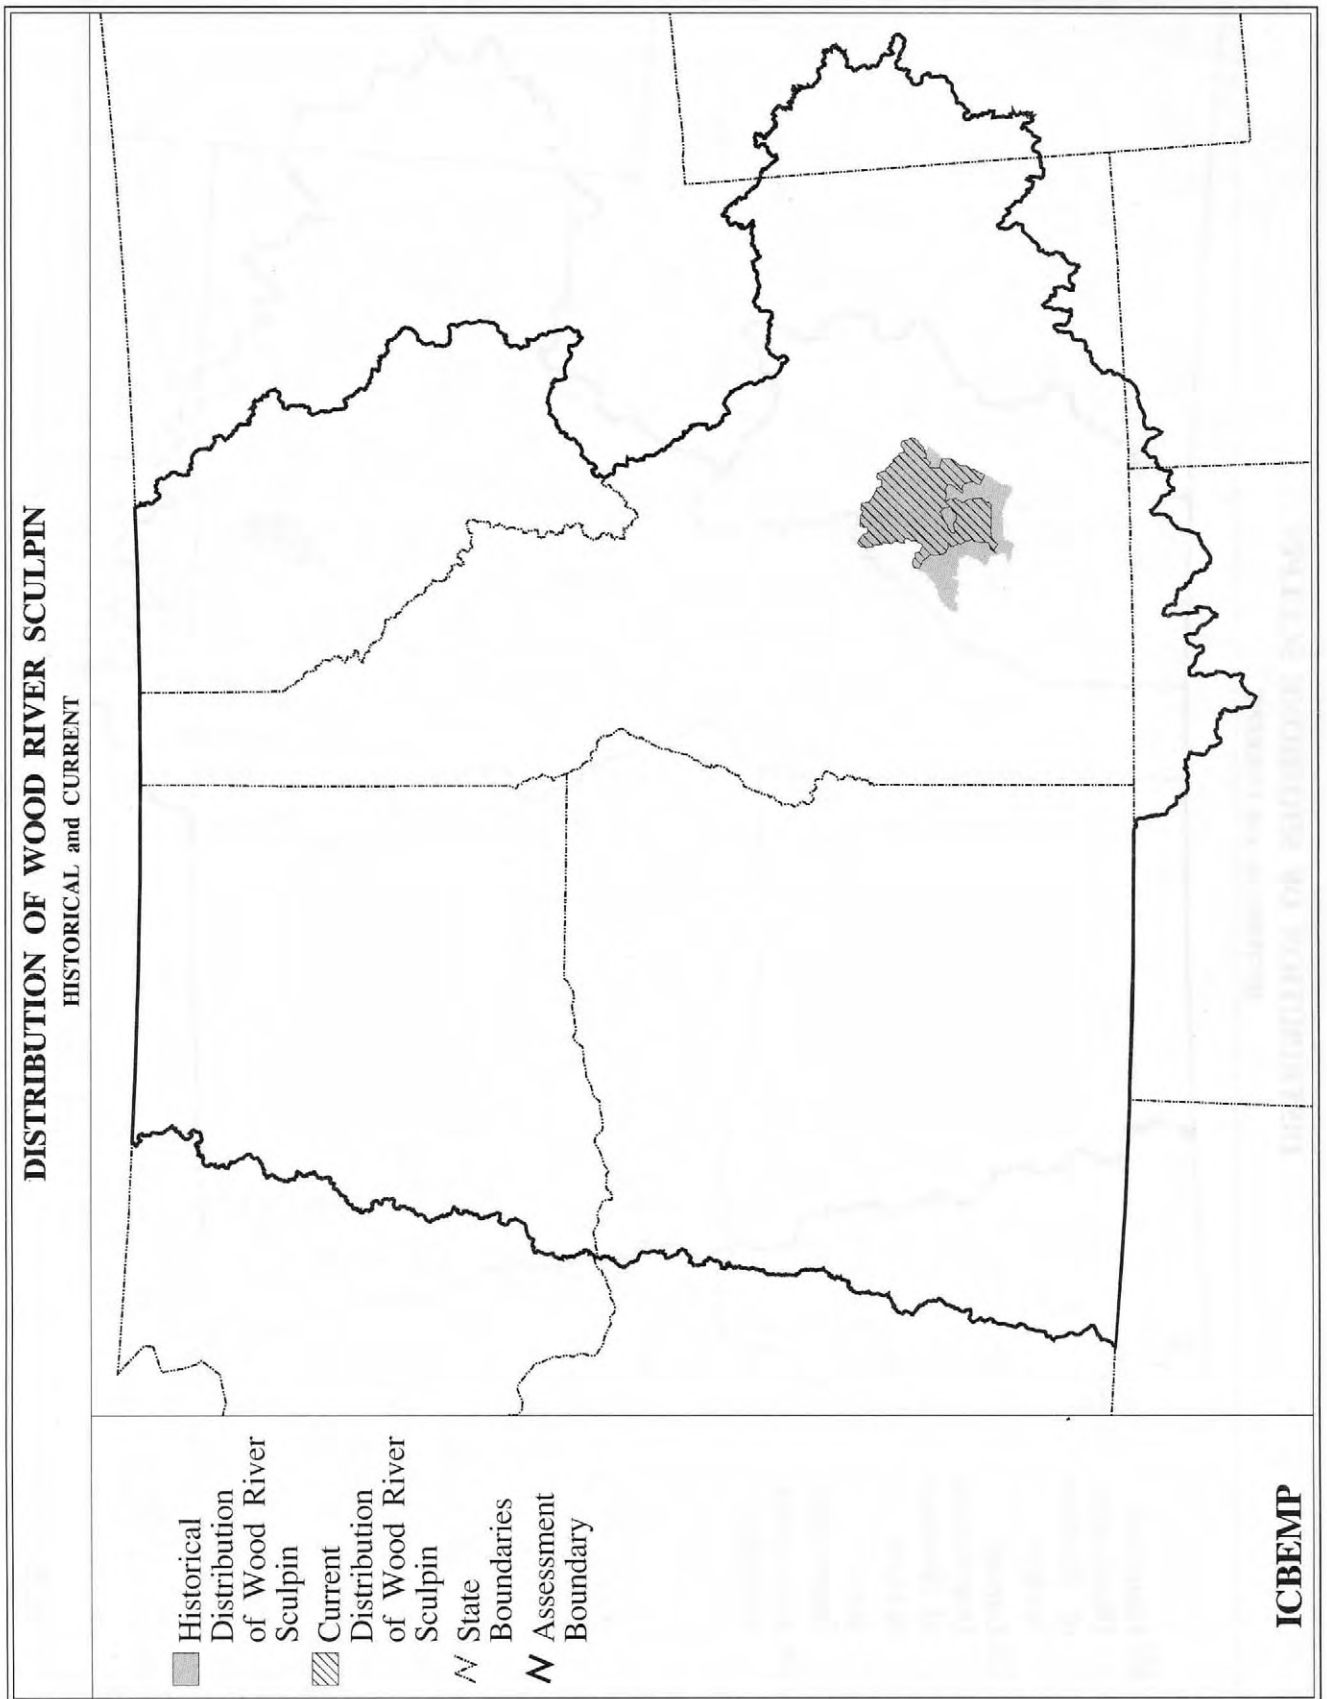 DISTRIBUTION OF WOOD RIVER SCULPIN
HISTORICAL and CURRENT
Historical
Distribution
of Wood River
Sculpin
Current
Distribution
of Wood River
Sculpin
State
Boundaries
Assessment
Boundary
ICBEMP